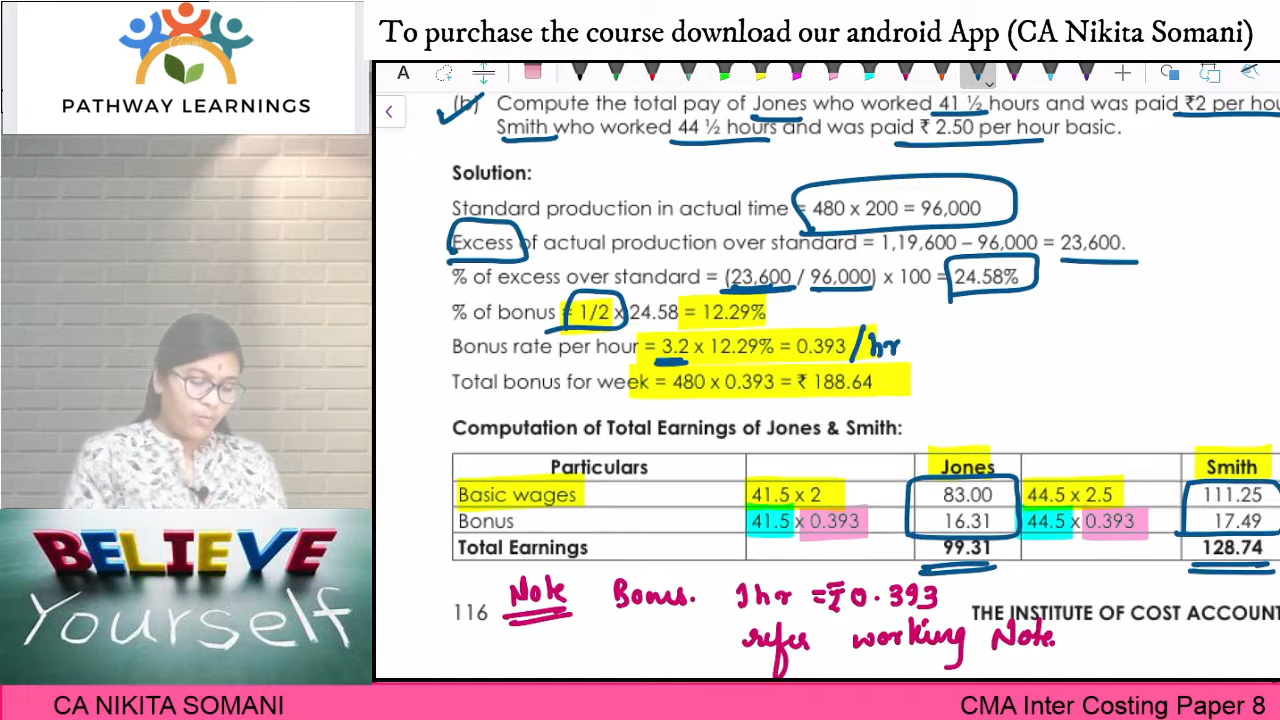 To purchase the course download our android App (CA Nikita Somani)
PATHWAY LEARNINGS
A
(b) Compute the total pay of Jones who worked 41 ½ hours and was paid ₹2 per hou
Smith who worked 44 ½ hours and was paid ₹ 2.50 per hour basic.
Solution:
Standard production in actual time = 480 x 200 = 96,000
Excess of actual production over standard = 1,19,600 – 96,000 = 23,600.
% of excess over standard = (23,600 / 96,000) x 100 = 24.58%
% of bonus = 1/2 x 24.58 = 12.29%
Bonus rate per hour = 3.2 x 12.29% = 0.393 /hr
Total bonus for week = 480 x 0.393 = ₹ 188.64
Computation of Total Earnings of Jones & Smith:
Particulars Jones Smith
Basic wages 41.5 x 2 83.00 44.5 x 2.5 111.25
Bonus 41.5 x 0.393 16.31 44.5 x 0.393 17.49
Total Earnings 99.31 128.74
Note Bonus. 1hr = ₹0.393
116 THE INSTITUTE OF COST ACCOUNT
refer working Note.
BELIEVE
Yourself
CA NIKITA SOMANI
CMA Inter Costing Paper 8